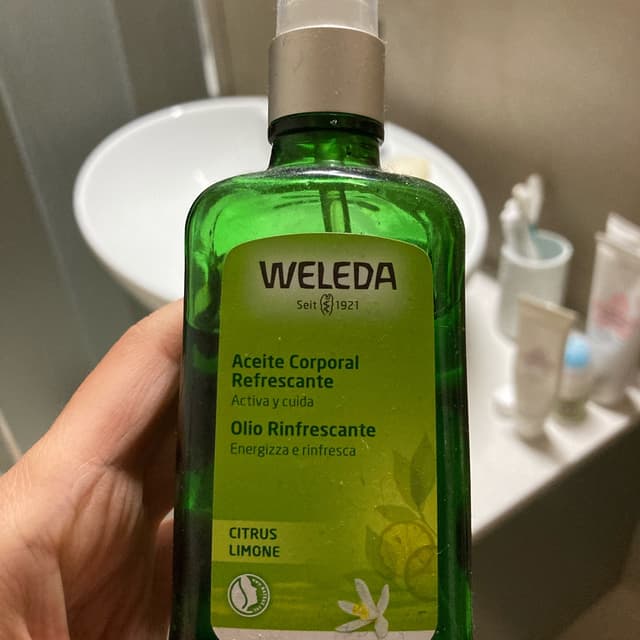 WELEDA
Seit 1921
Aceite Corporal
Refrescante
Activa y cuida
Olio Rinfrescante
Energizza e rinfresca
CITRUS
LIMONE